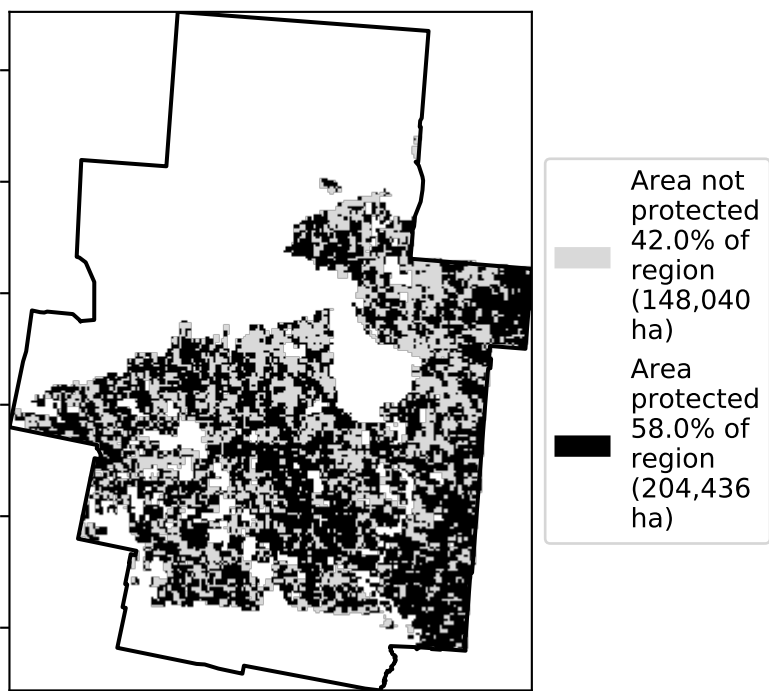 Area not
protected
42.0% of
region
(148,040
ha)
Area
protected
58.0% of
region
(204,436
ha)